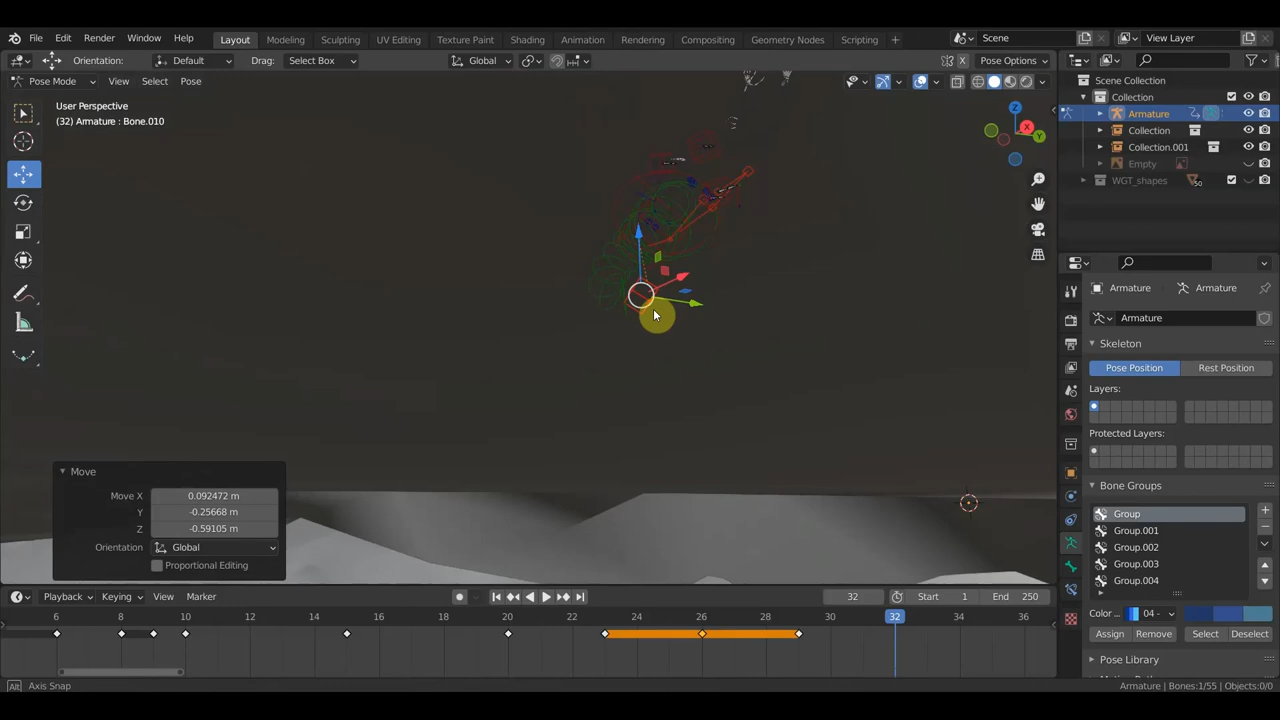 File Edit Render Window Help Layout Modeling Sculpting UV Editing Texture Paint Shading Animation Rendering Compositing Geometry Nodes Scripting + Scene View Layer
Orientation: Default Drag: Select Box Global X Pose Options
Pose Mode View Select Pose
User Perspective
(32) Armature : Bone.010
Z
X
Y
Scene Collection
Collection
Armature
Collection
Collection.001
Empty
WGT_shapes 50
Armature Armature
Armature
Skeleton
Pose Position Rest Position
Layers:
Protected Layers:
Bone Groups
Group
Group.001
Group.002
Group.003
Group.004
Color ... 04 -
Assign Remove Select Deselect
Pose Library
Move
Move X 0.092472 m
Y -0.25668 m
Z -0.59105 m
Orientation Global
Proportional Editing
Playback Keying View Marker 32 Start 1 End 250
6 8 10 12 14 16 18 20 22 24 26 28 30 32 34 36 38
Alt Axis Snap Armature | Bones:1/55 | Objects:0/0